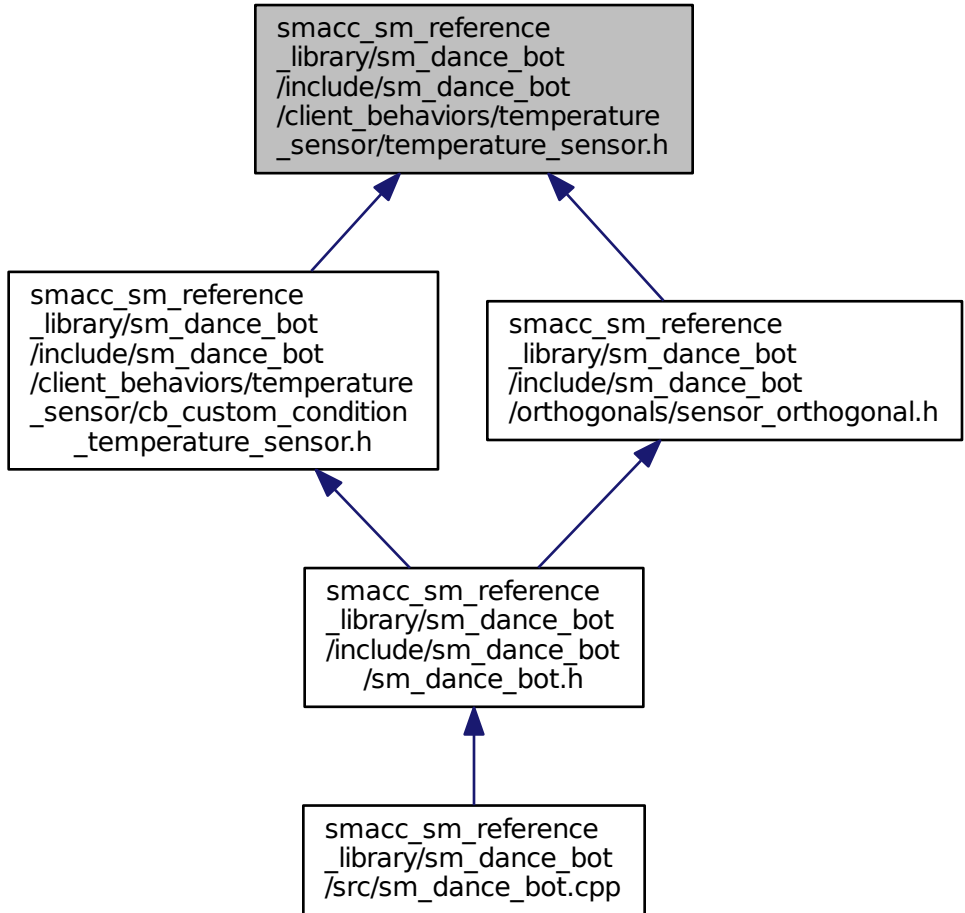 smacc_sm_reference
_library/sm_dance_bot
/include/sm_dance_bot
/client_behaviors/temperature
_sensor/temperature_sensor.h
smacc_sm_reference
_library/sm_dance_bot
/include/sm_dance_bot
/client_behaviors/temperature
_sensor/cb_custom_condition
_temperature_sensor.h
smacc_sm_reference
_library/sm_dance_bot
/include/sm_dance_bot
/orthogonals/sensor_orthogonal.h
smacc_sm_reference
_library/sm_dance_bot
/include/sm_dance_bot
/sm_dance_bot.h
smacc_sm_reference
_library/sm_dance_bot
/src/sm_dance_bot.cpp